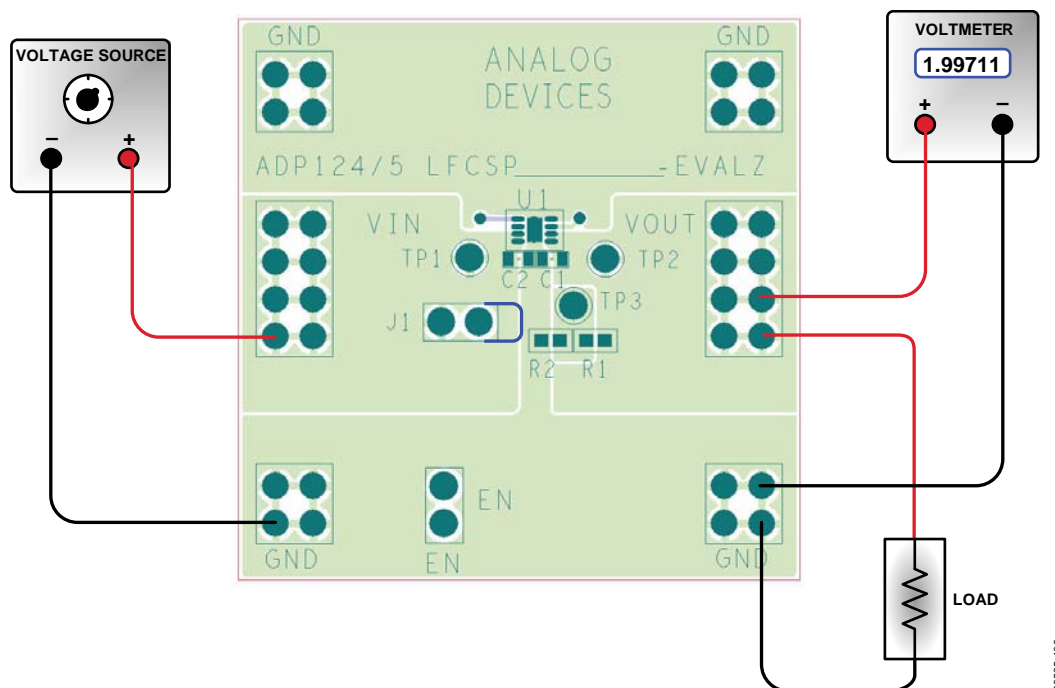 VOLTAGE SOURCE
−
+
GND
ANALOG
DEVICES
GND
VOLTMETER
1.99711
+
−
ADP124/5 LFCSP________-EVALZ
U1
VIN
VOUT
TP1
TP2
C2 C1
TP3
J1
R2
R1
EN
GND
EN
GND
LOAD